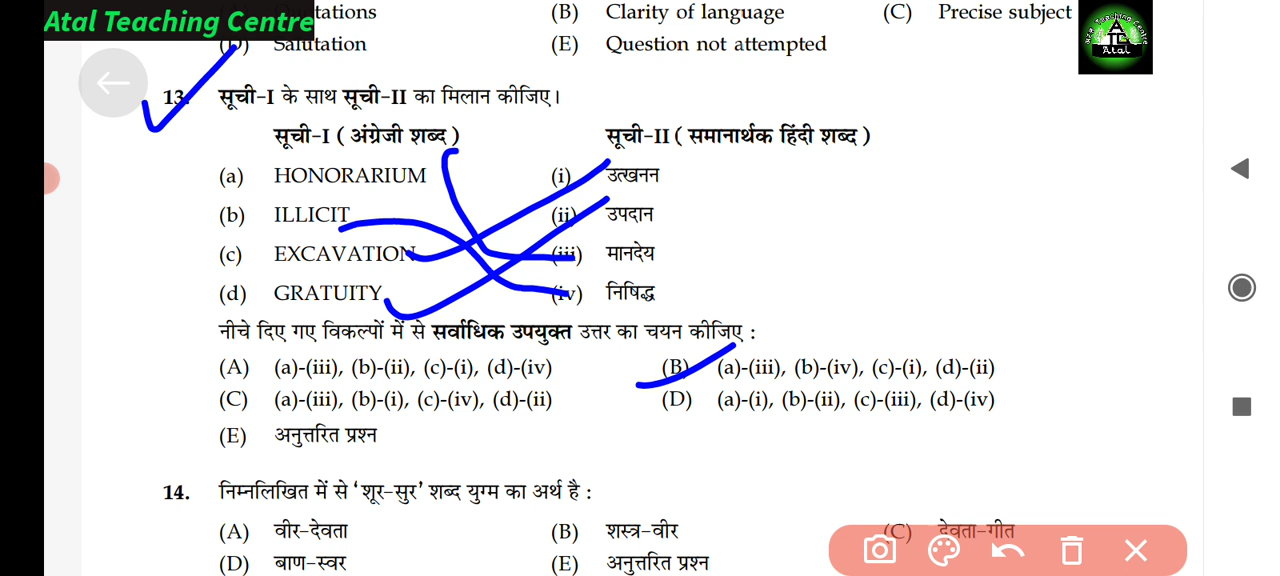 Atal Teaching Centre
(B) Clarity of language (C) Precise subject
(D) Salutation (E) Question not attempted
13. सूची-I के साथ सूची-II का मिलान कीजिए।
सूची-I ( अंग्रेजी शब्द ) सूची-II ( समानार्थक हिंदी शब्द )
(a) HONORARIUM (i) उत्खनन
(b) ILLICIT (ii) उपदान
(c) EXCAVATION (iii) मानदेय
(d) GRATUITY (iv) निषिद्ध
नीचे दिए गए विकल्पों में से सर्वाधिक उपयुक्त उत्तर का चयन कीजिए :
(A) (a)-(iii), (b)-(ii), (c)-(i), (d)-(iv) (B) (a)-(iii), (b)-(iv), (c)-(i), (d)-(ii)
(C) (a)-(iii), (b)-(i), (c)-(iv), (d)-(ii) (D) (a)-(i), (b)-(ii), (c)-(iii), (d)-(iv)
(E) अनुत्तरित प्रश्न
14. निम्नलिखित में से ‘शूर-सुर’ शब्द युग्म का अर्थ है :
(A) वीर-देवता (B) शस्त्र-वीर (C) देवता-गीत
(D) बाण-स्वर (E) अनुत्तरित प्रश्न